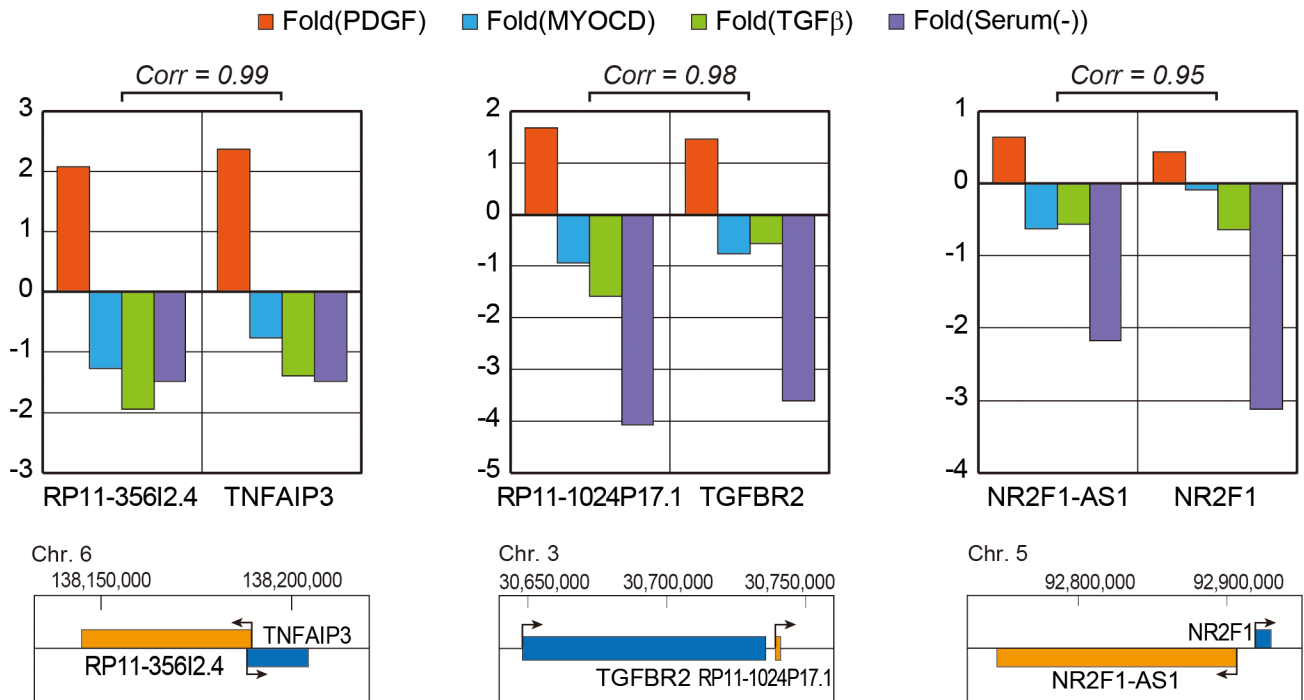 Fold(PDGF) Fold(MYOCD) Fold(TGFβ) Fold(Serum(-))
Corr = 0.99
3
2
1
0
-1
-2
-3
RP11-356I2.4 TNFAIP3
Corr = 0.98
2
1
0
-1
-2
-3
-4
-5
RP11-1024P17.1 TGFBR2
Corr = 0.95
1
0
-1
-2
-3
-4
NR2F1-AS1 NR2F1
Chr. 6
138,150,000 138,200,000
TNFAIP3
RP11-356I2.4
Chr. 3
30,650,000 30,700,000 30,750,000
TGFBR2 RP11-1024P17.1
Chr. 5
92,800,000 92,900,000
NR2F1
NR2F1-AS1